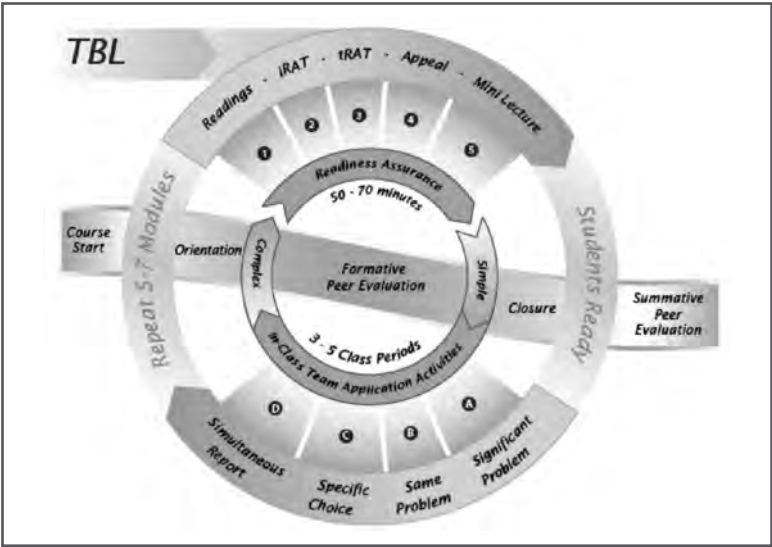 TBL
Readings - iRAT - tRAT - Appeal - Mini Lecture
1
2
3
4
5
Readiness Assurance
50 - 70 minutes
Repeat 5-7 Modules
Students Ready
Course
Start
Orientation
Complex
Formative
Peer Evaluation
Simple
Closure
Summative
Peer
Evaluation
3 - 5 Class Periods
In-Class Team Application Activities
D
C
B
A
Simultaneous
Report
Specific
Choice
Same
Problem
Significant
Problem